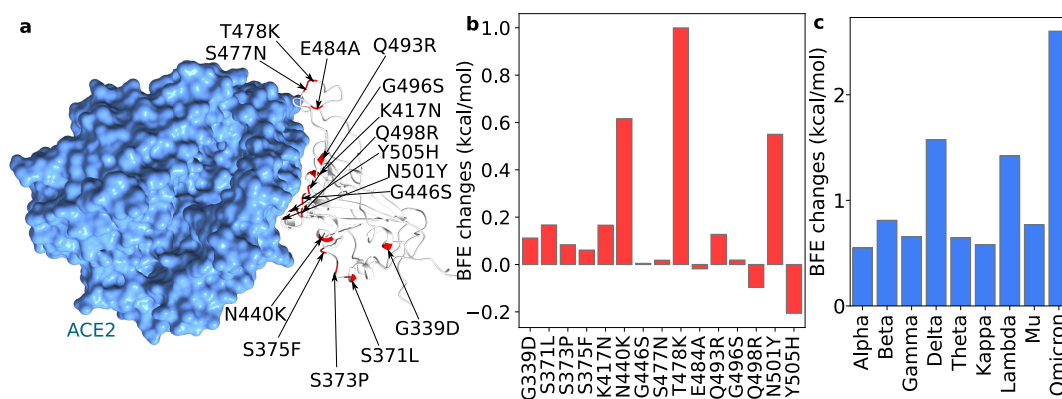 a
T478K
S477N
E484A
Q493R
G496S
K417N
Q498R
Y505H
N501Y
G446S
ACE2
N440K
S375F
S373P
S371L
G339D
b
BFE changes (kcal/mol)
1.0
0.8
0.6
0.4
0.2
0.0
−0.2
G339D
S371L
S373P
S375F
K417N
N440K
G446S
S477N
T478K
E484A
Q493R
G496S
Q498R
N501Y
Y505H
c
BFE changes (kcal/mol)
2
1
0
Alpha
Beta
Gamma
Delta
Theta
Kappa
Lambda
Mu
Omicron